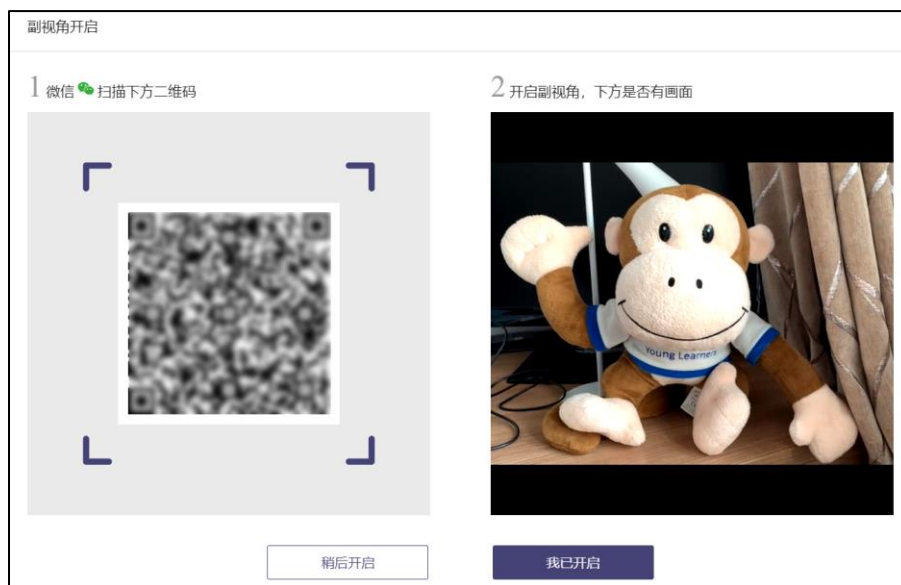 副视角开启
1 微信 扫描下方二维码
2 开启副视角，下方是否有画面
Young Learners
稍后开启
我已开启